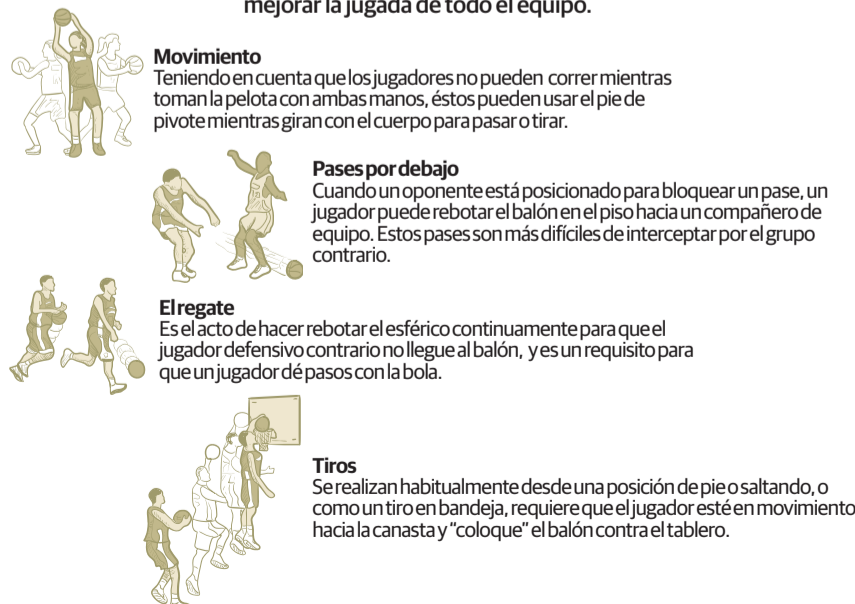 mejorar la jugada de todo el equipo.
Movimiento
Teniendo en cuenta que los jugadores no pueden correr mientras
toman la pelota con ambas manos, éstos pueden usar el pie de
pivote mientras giran con el cuerpo para pasar o tirar.
Pases por debajo
Cuando un oponente está posicionado para bloquear un pase, un
jugador puede rebotar el balón en el piso hacia un compañero de
equipo. Estos pases son más difíciles de interceptar por el grupo
contrario.
El regate
Es el acto de hacer rebotar el esférico continuamente para que el
jugador defensivo contrario no llegue al balón, y es un requisito para
que un jugador dé pasos con la bola.
Tiros
Se realizan habitualmente desde una posición de pie o saltando, o
como un tiro en bandeja, requiere que el jugador esté en movimiento
hacia la canasta y “coloque” el balón contra el tablero.